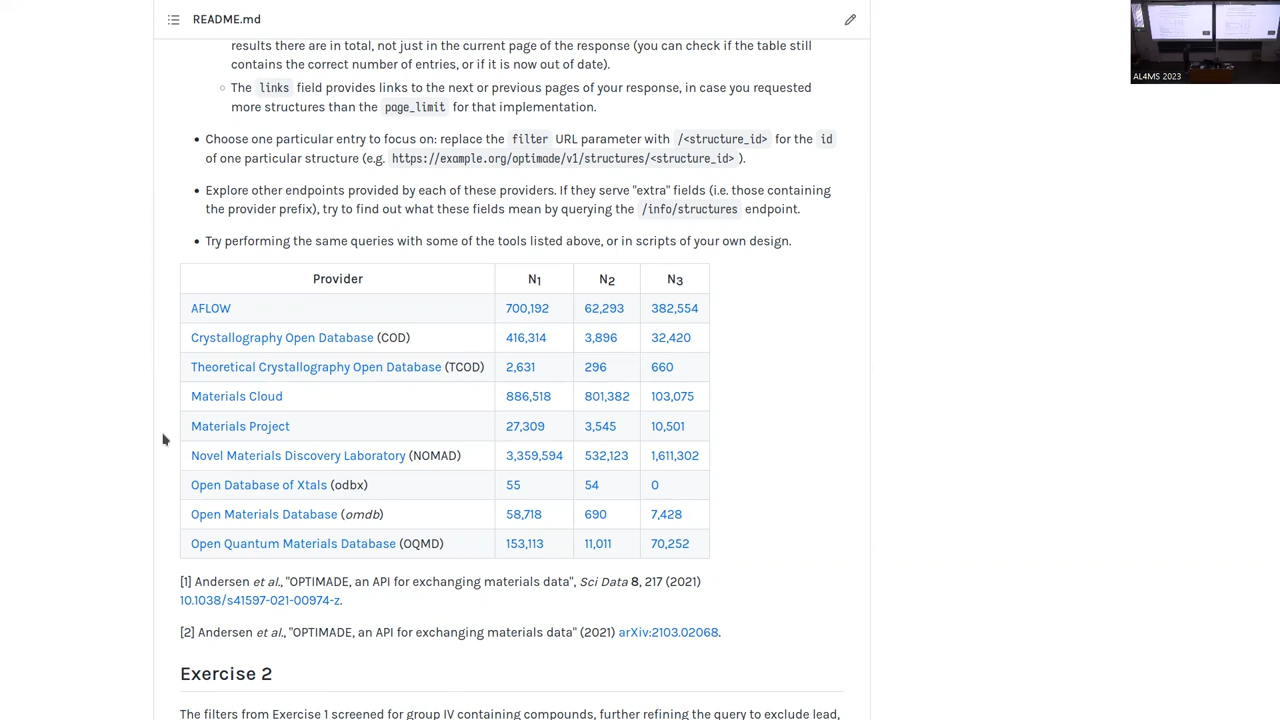 README.md
results there are in total, not just in the current page of the response (you can check if the table still
contains the correct number of entries, or if it is now out of date).
The links field provides links to the next or previous pages of your response, in case you requested
more structures than the page_limit for that implementation.
Choose one particular entry to focus on: replace the filter URL parameter with /<structure_id> for the id
of one particular structure (e.g. https://example.org/optimade/v1/structures/<structure_id> ).
Explore other endpoints provided by each of these providers. If they serve "extra" fields (i.e. those containing
the provider prefix), try to find out what these fields mean by querying the /info/structures endpoint.
Try performing the same queries with some of the tools listed above, or in scripts of your own design.
Provider N1 N2 N3
AFLOW 700,192 62,293 382,554
Crystallography Open Database (COD) 416,314 3,896 32,420
Theoretical Crystallography Open Database (TCOD) 2,631 296 660
Materials Cloud 886,518 801,382 103,075
Materials Project 27,309 3,545 10,501
Novel Materials Discovery Laboratory (NOMAD) 3,359,594 532,123 1,611,302
Open Database of Xtals (odbx) 55 54 0
Open Materials Database (omdb) 58,718 690 7,428
Open Quantum Materials Database (OQMD) 153,113 11,011 70,252
[1] Andersen et al., "OPTIMADE, an API for exchanging materials data", Sci Data 8, 217 (2021)
10.1038/s41597-021-00974-z.
[2] Andersen et al., "OPTIMADE, an API for exchanging materials data" (2021) arXiv:2103.02068.
Exercise 2
The filters from Exercise 1 screened for group IV containing compounds, further refining the query to exclude lead,
AL4MS 2023